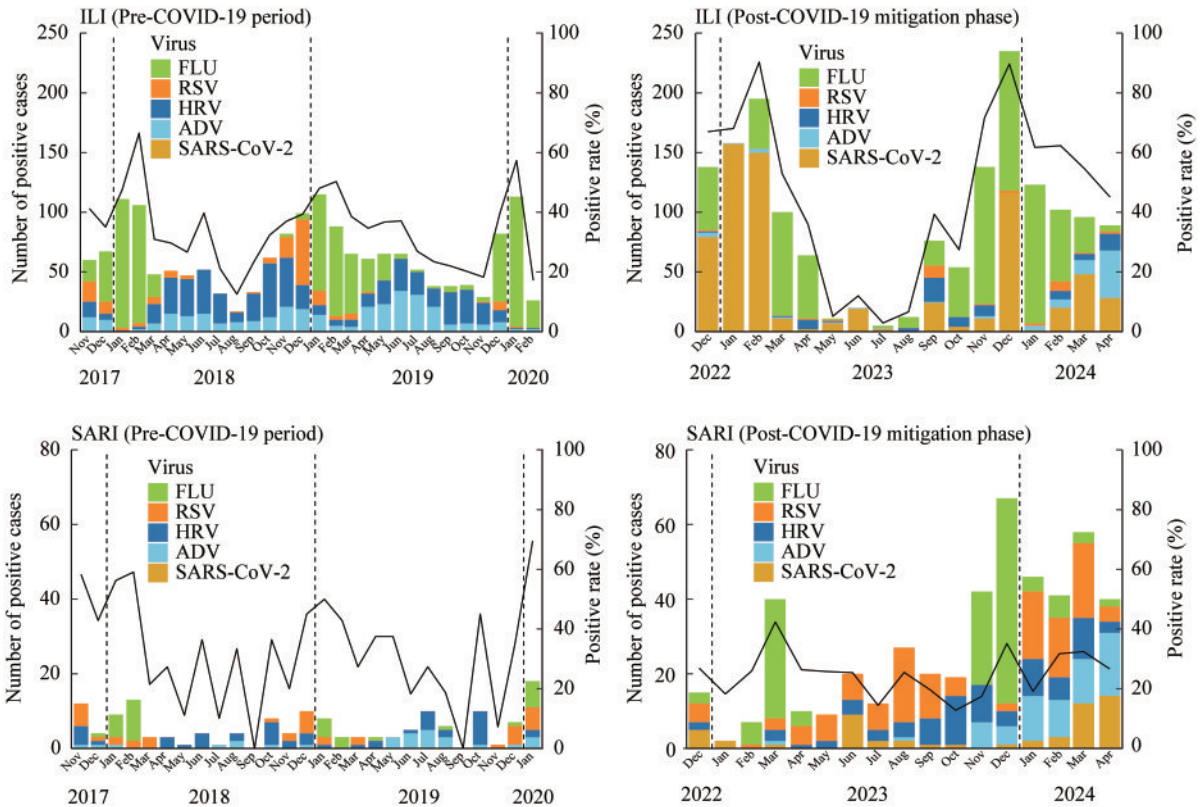 ILI (Pre-COVID-19 period)
250
200
150
100
50
0
Number of positive cases
100
80
60
40
20
0
Positive rate (%)
Virus
FLU
RSV
HRV
ADV
SARS-CoV-2
Nov Dec Jan Feb Mar Apr May Jun Jul Aug Sep Oct Nov Dec Jan Feb Mar Apr May Jun Jul Aug Sep Oct Nov Dec Jan Feb
2017 2018 2019 2020
ILI (Post-COVID-19 mitigation phase)
250
200
150
100
50
0
Number of positive cases
100
80
60
40
20
0
Positive rate (%)
Virus
FLU
RSV
HRV
ADV
SARS-CoV-2
Dec Jan Feb Mar Apr May Jun Jul Aug Sep Oct Nov Dec Jan Feb Mar Apr
2022 2023 2024
SARI (Pre-COVID-19 period)
80
60
40
20
0
Number of positive cases
100
80
60
40
20
0
Positive rate (%)
Virus
FLU
RSV
HRV
ADV
SARS-CoV-2
Nov Dec Jan Feb Mar Apr May Jun Jul Aug Sep Oct Nov Dec Jan Feb Mar Apr May Jun Jul Aug Sep Oct Nov Dec Jan
2017 2018 2019 2020
SARI (Post-COVID-19 mitigation phase)
80
60
40
20
0
Number of positive cases
100
80
60
40
20
0
Positive rate (%)
Virus
FLU
RSV
HRV
ADV
SARS-CoV-2
Dec Jan Feb Mar Apr May Jun Jul Aug Sep Oct Nov Dec Jan Feb Mar Apr
2022 2023 2024